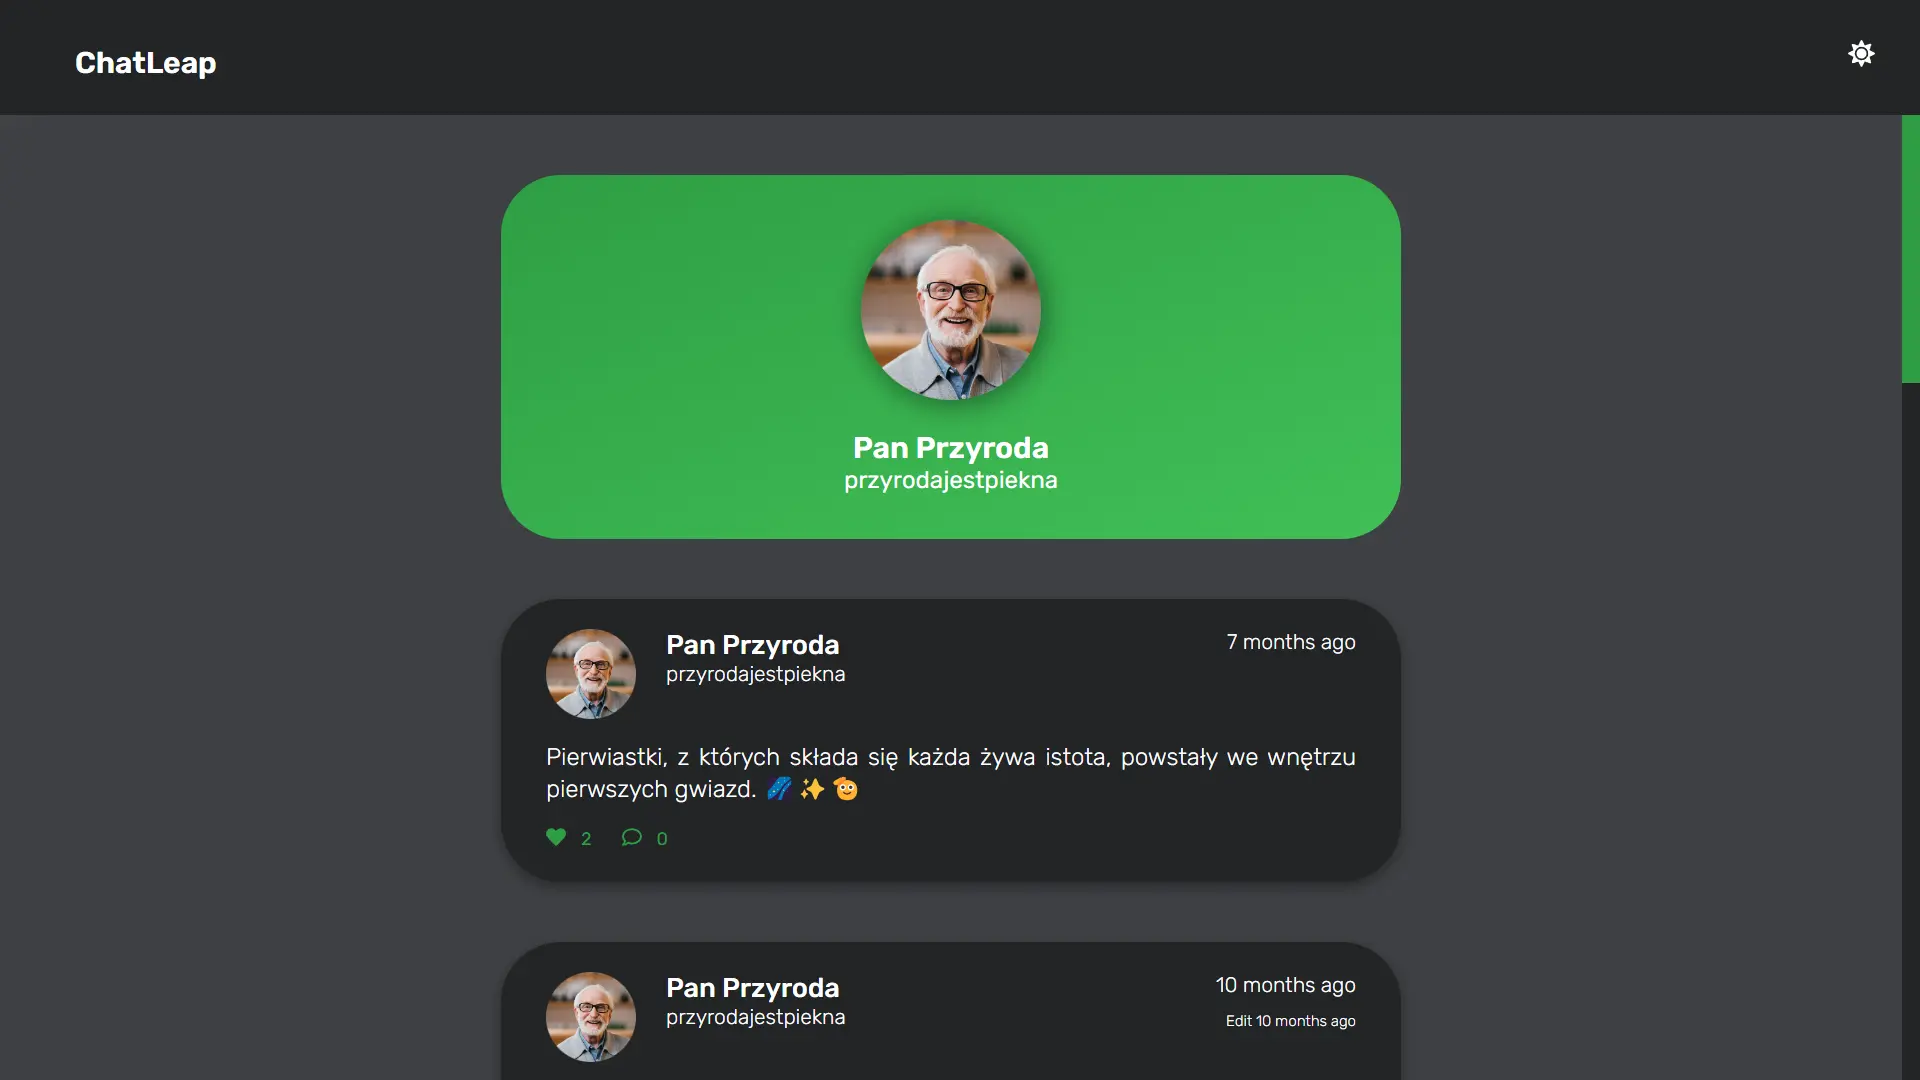 ChatLeap
Pan Przyroda
przyrodajestpiekna
Pan Przyroda
7 months ago
przyrodajestpiekna
Pierwiastki, z których składa się każda żywa istota, powstały we wnętrzu
pierwszych gwiazd. 🌌 ✨ 🫡
2 0
Pan Przyroda
10 months ago
przyrodajestpiekna
Edit 10 months ago